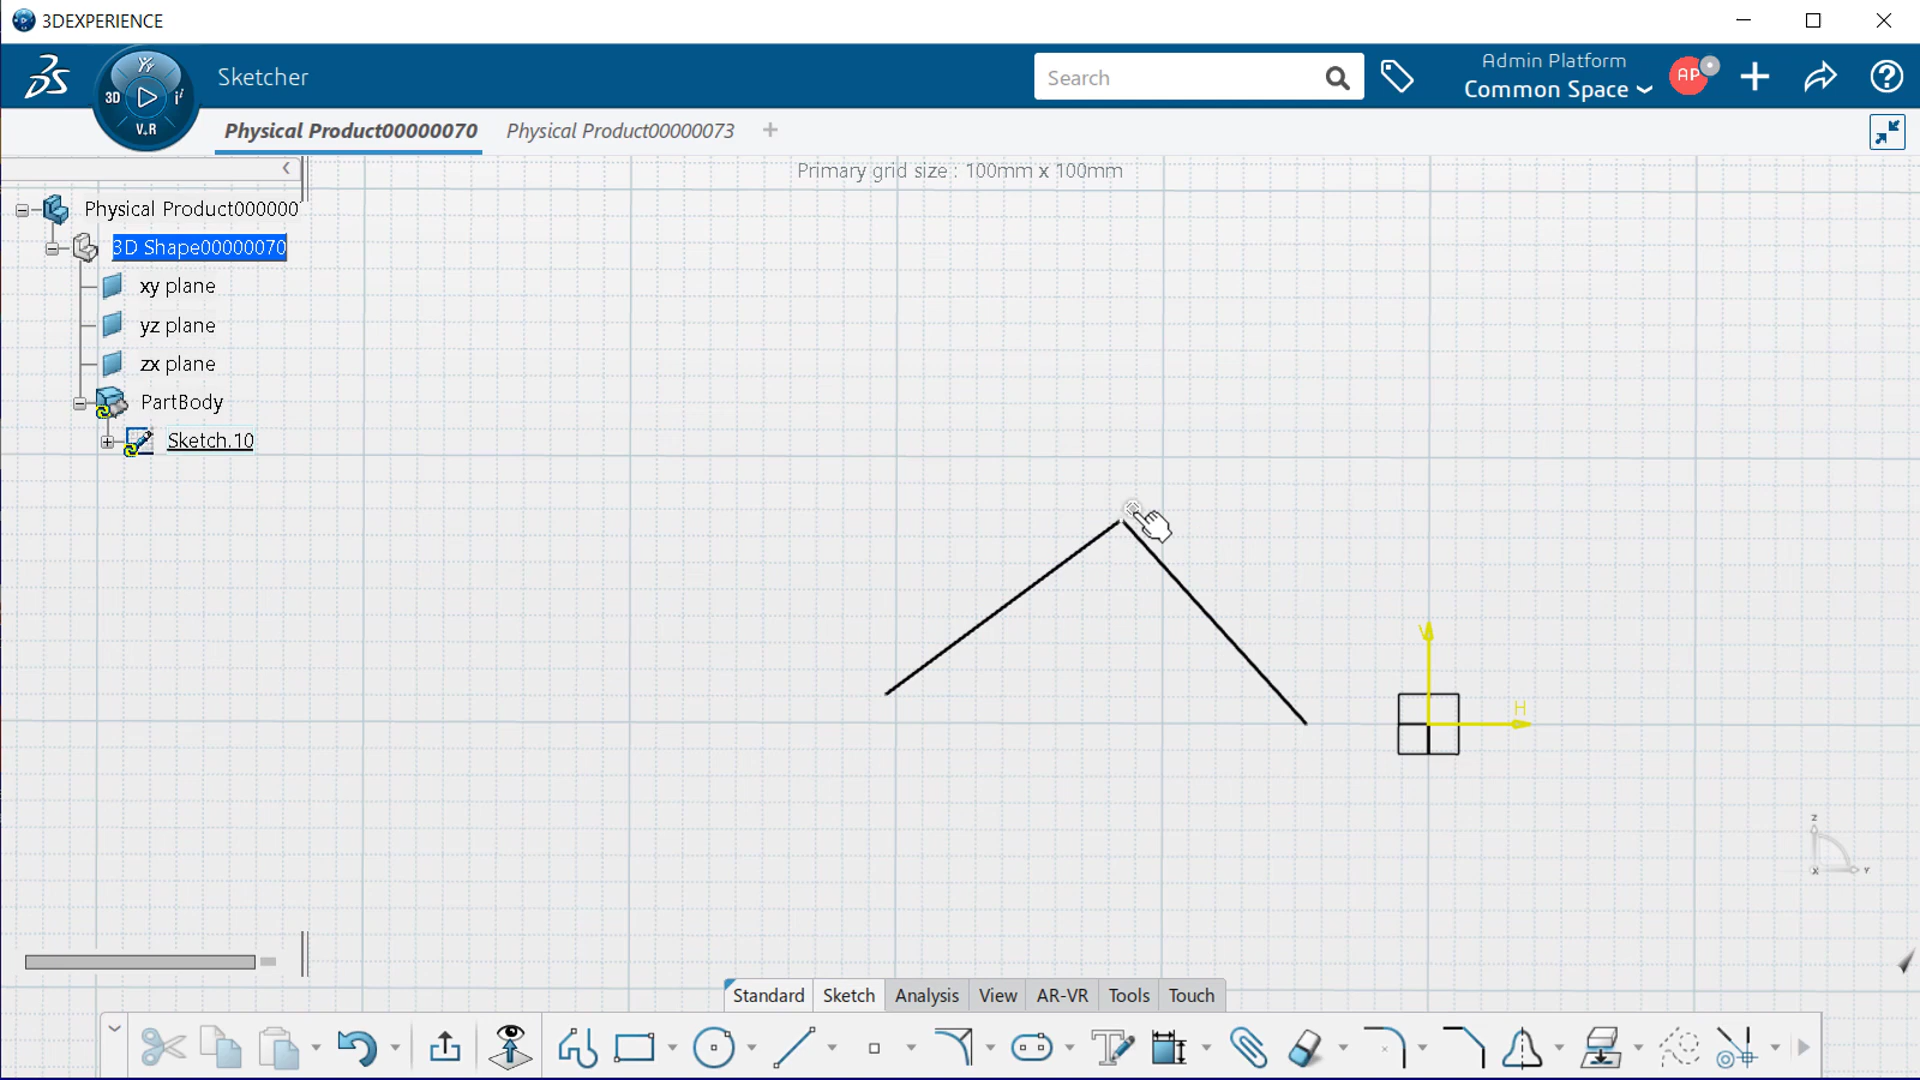 3DEXPERIENCE
3D
V.R
i²
Sketcher
Search
Admin Platform
Common Space
AP
Physical Product00000070
Physical Product00000073
Primary grid size : 100mm x 100mm
Physical Product000000
3D Shape00000070
xy plane
yz plane
zx plane
PartBody
Sketch.10
V
H
z
x
Y
Standard
Sketch
Analysis
View
AR-VR
Tools
Touch